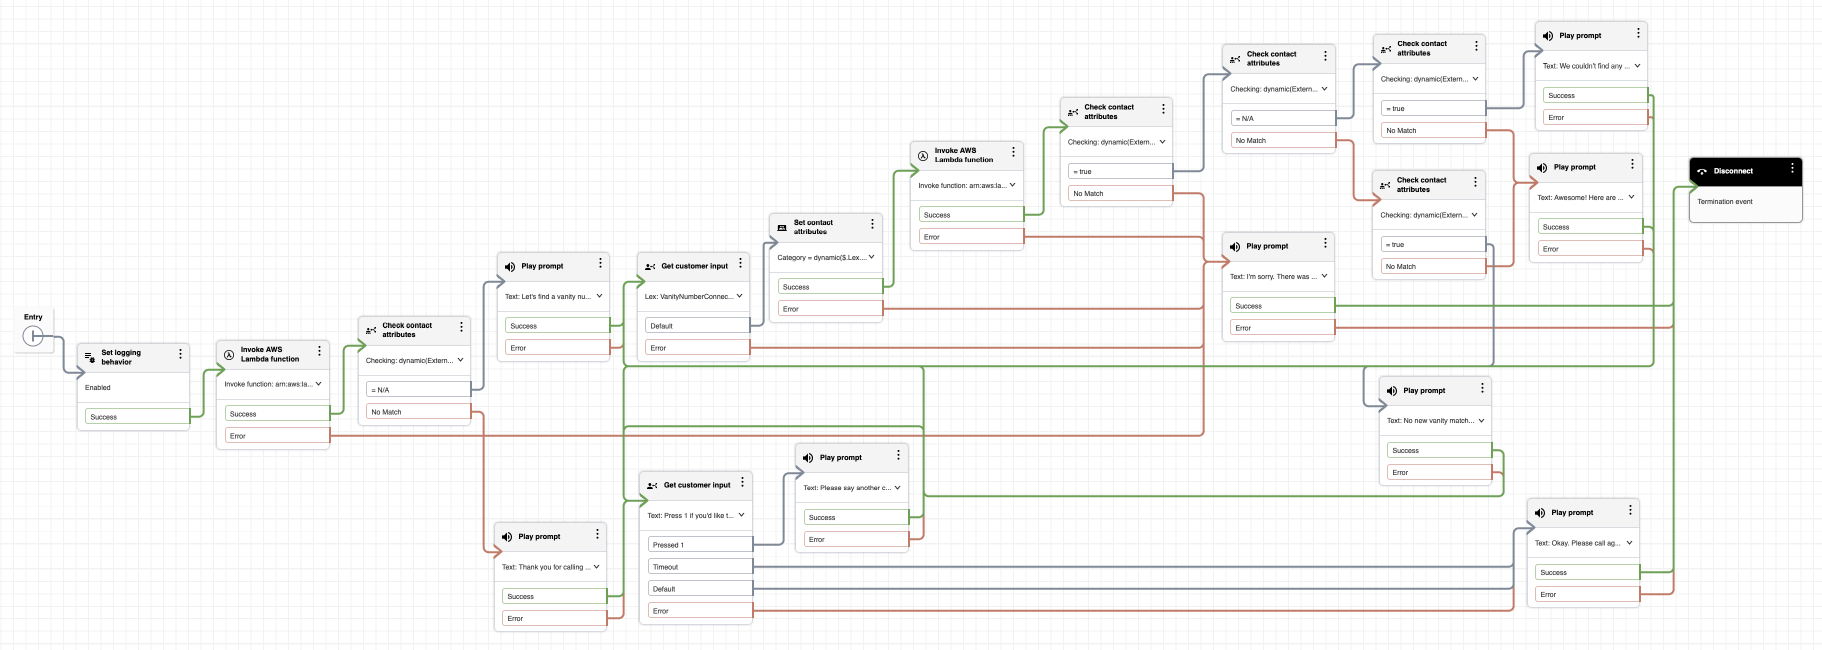 Entry
Set logging
behavior
Enabled
Success
Invoke AWS
Lambda function
Invoke function: arn:aws:la...
Success
Error
Check contact
attributes
Checking: dynamic(Extern...
= N/A
No Match
Play prompt
Text: Let's find a vanity nu...
Success
Error
Get customer input
Lex: VanityNumberConnec...
Default
Error
Set contact
attributes
Category = dynamic($.Lex....
Success
Error
Invoke AWS
Lambda function
Invoke function: arn:aws:la...
Success
Error
Check contact
attributes
Checking: dynamic(Extern...
= true
No Match
Check contact
attributes
Checking: dynamic(Extern...
= N/A
No Match
Check contact
attributes
Checking: dynamic(Extern...
= true
No Match
Play prompt
Text: We couldn't find any ...
Success
Error
Check contact
attributes
Checking: dynamic(Extern...
= true
No Match
Play prompt
Text: Awesome! Here are ...
Success
Error
Disconnect
Termination event
Play prompt
Text: I'm sorry. There was ...
Success
Error
Play prompt
Text: No new vanity match...
Success
Error
Play prompt
Text: Thank you for calling ...
Success
Error
Get customer input
Text: Press 1 if you'd like t...
Pressed 1
Timeout
Default
Error
Play prompt
Text: Please say another c...
Success
Error
Play prompt
Text: Okay. Please call ag...
Success
Error